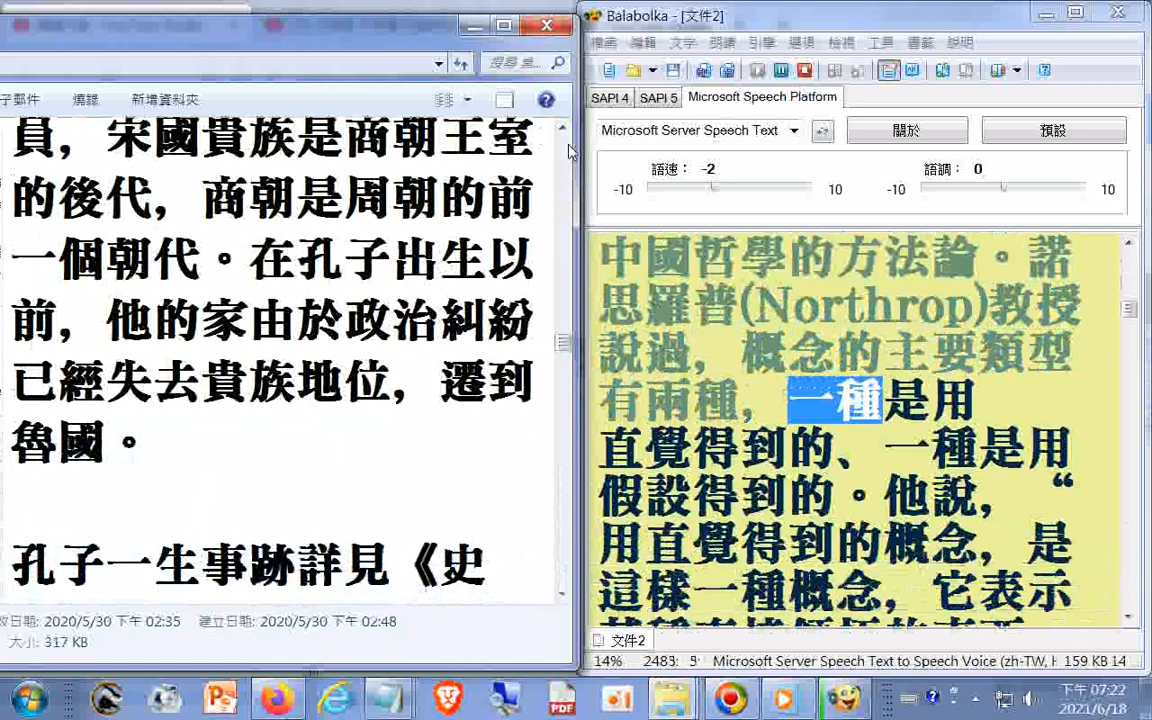 搜尋 桌...
子郵件 燒錄 新增資料夾
員，宋國貴族是商朝王室
的後代，商朝是周朝的前
一個朝代。在孔子出生以
前，他的家由於政治糾紛
已經失去貴族地位，遷到
魯國。
孔子一生事跡詳見《史
改日期: 2020/5/30 下午 02:35 建立日期: 2020/5/30 下午 02:48
大小: 317 KB
Balabolka - [文件2]
檔案 編輯 文字 朗讀 引擎 選項 檢視 工具 書籤 說明
SAPI 4 SAPI 5 Microsoft Speech Platform
Microsoft Server Speech Text 關於 預設
語速： -2 語調： 0
-10 10 -10 10
中國哲學的方法論。諾
思羅普(Northrop)教授
說過，概念的主要類型
有兩種，一種是用
直覺得到的、一種是用
假設得到的。他說，“
用直覺得到的概念，是
這樣一種概念，它表示
文件2
14% 2483: 5 Microsoft Server Speech Text to Speech Voice (zh-TW, H 159 KB 14
下午 07:22
2021/6/18